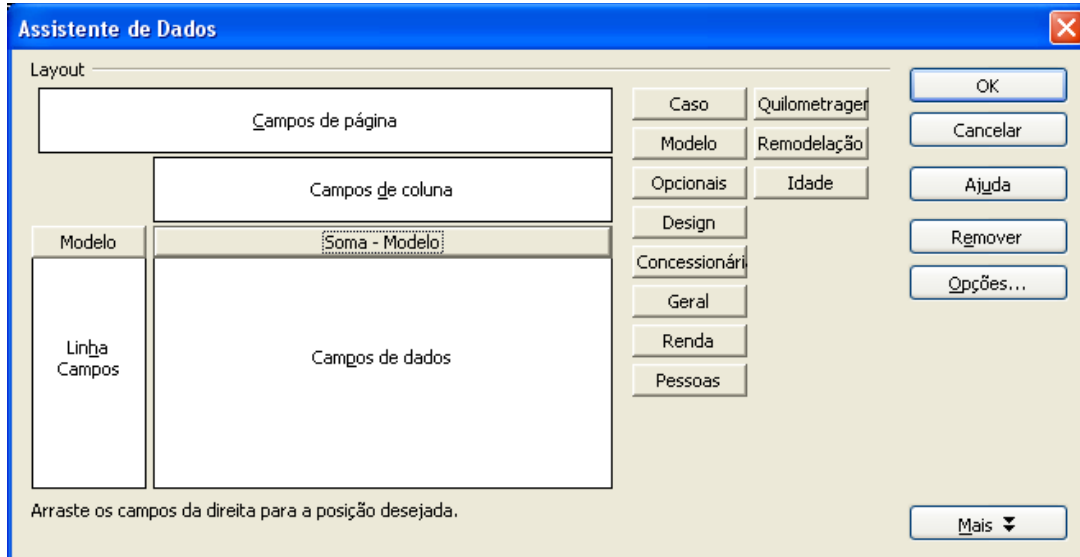 Assistente de Dados
Layout
Campos de página
Campos de coluna
Modelo
Soma - Modelo
Linha
Campos
Campos de dados
Caso
Quilometrager
Modelo
Remodelação
Opcionais
Idade
Design
Concessionári
Geral
Renda
Pessoas
OK
Cancelar
Ajuda
Remover
Opções...
Arraste os campos da direita para a posição desejada.
Mais